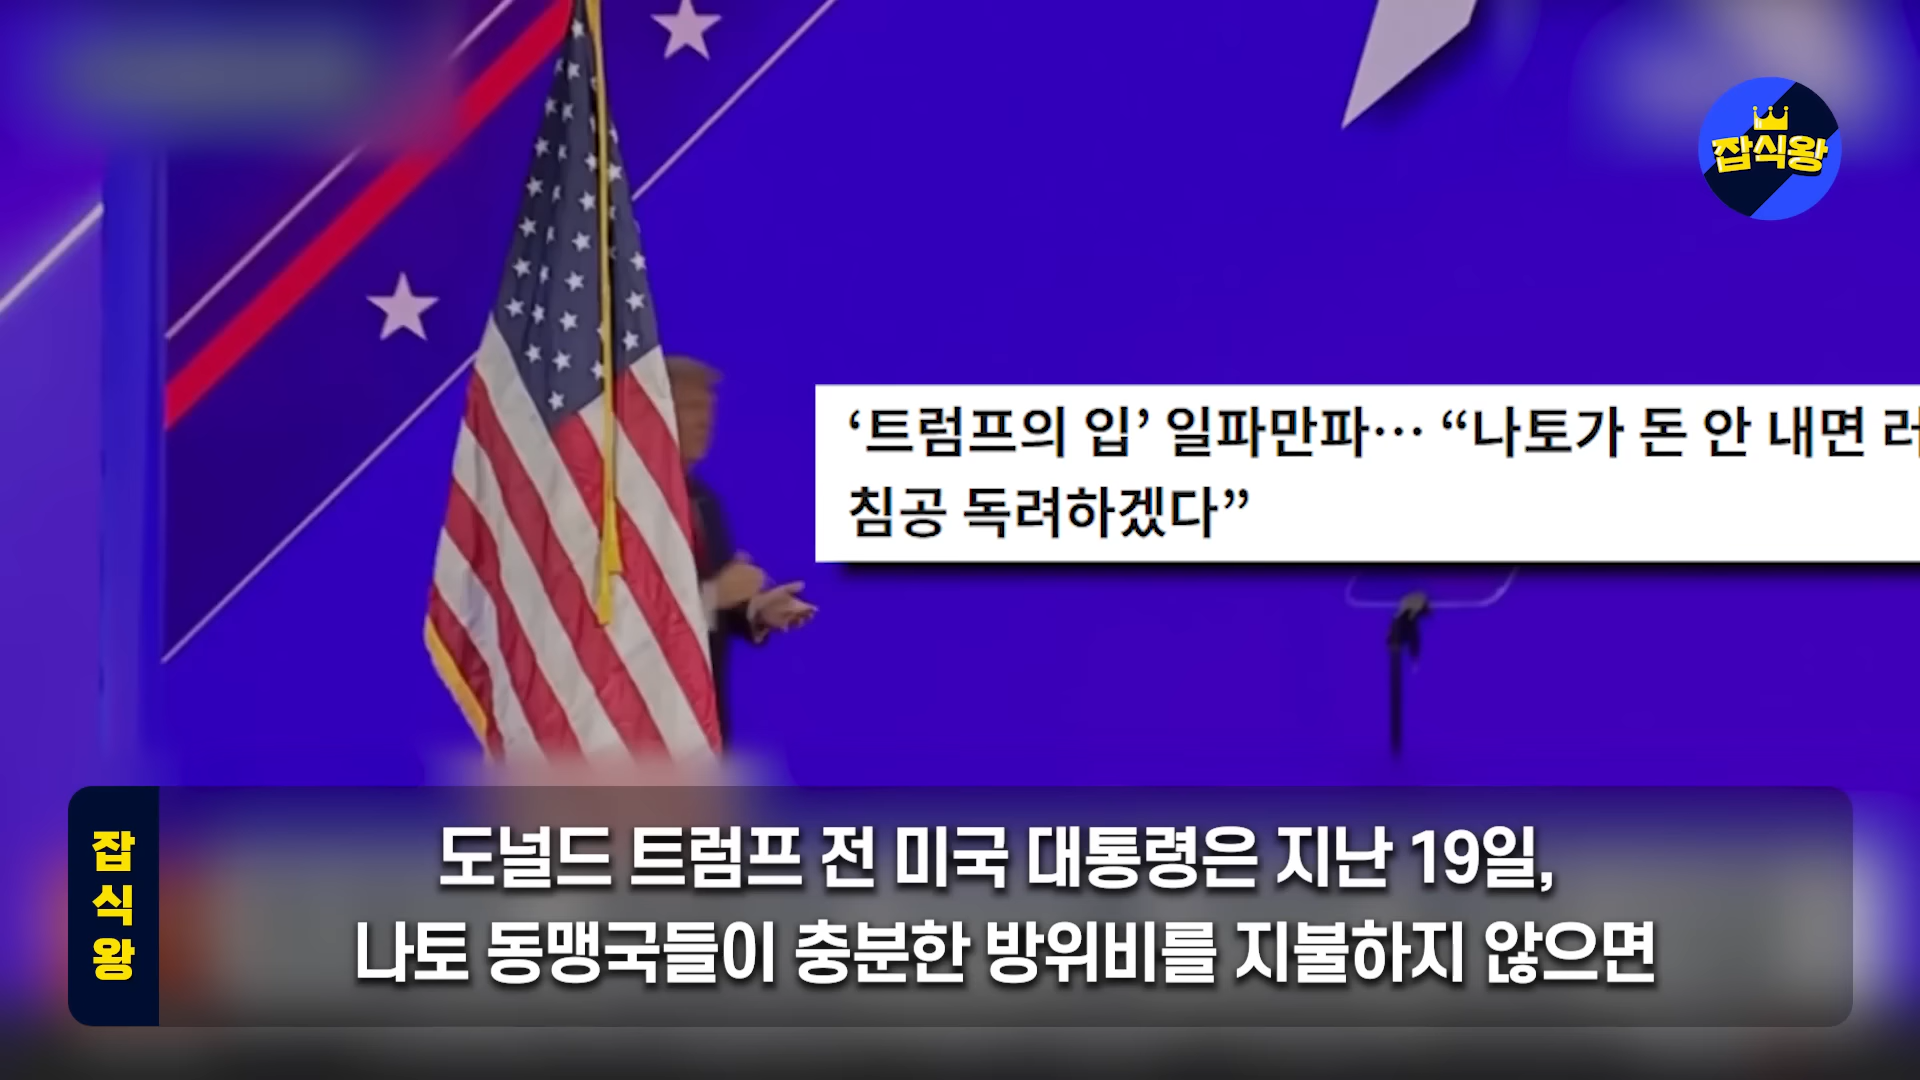 잡식왕
‘트럼프의 입’ 일파만파… “나토가 돈 안 내면
침공 독려하겠다”
잡식왕
도널드 트럼프 전 미국 대통령은 지난 19일,
나토 동맹국들이 충분한 방위비를 지불하지 않으면